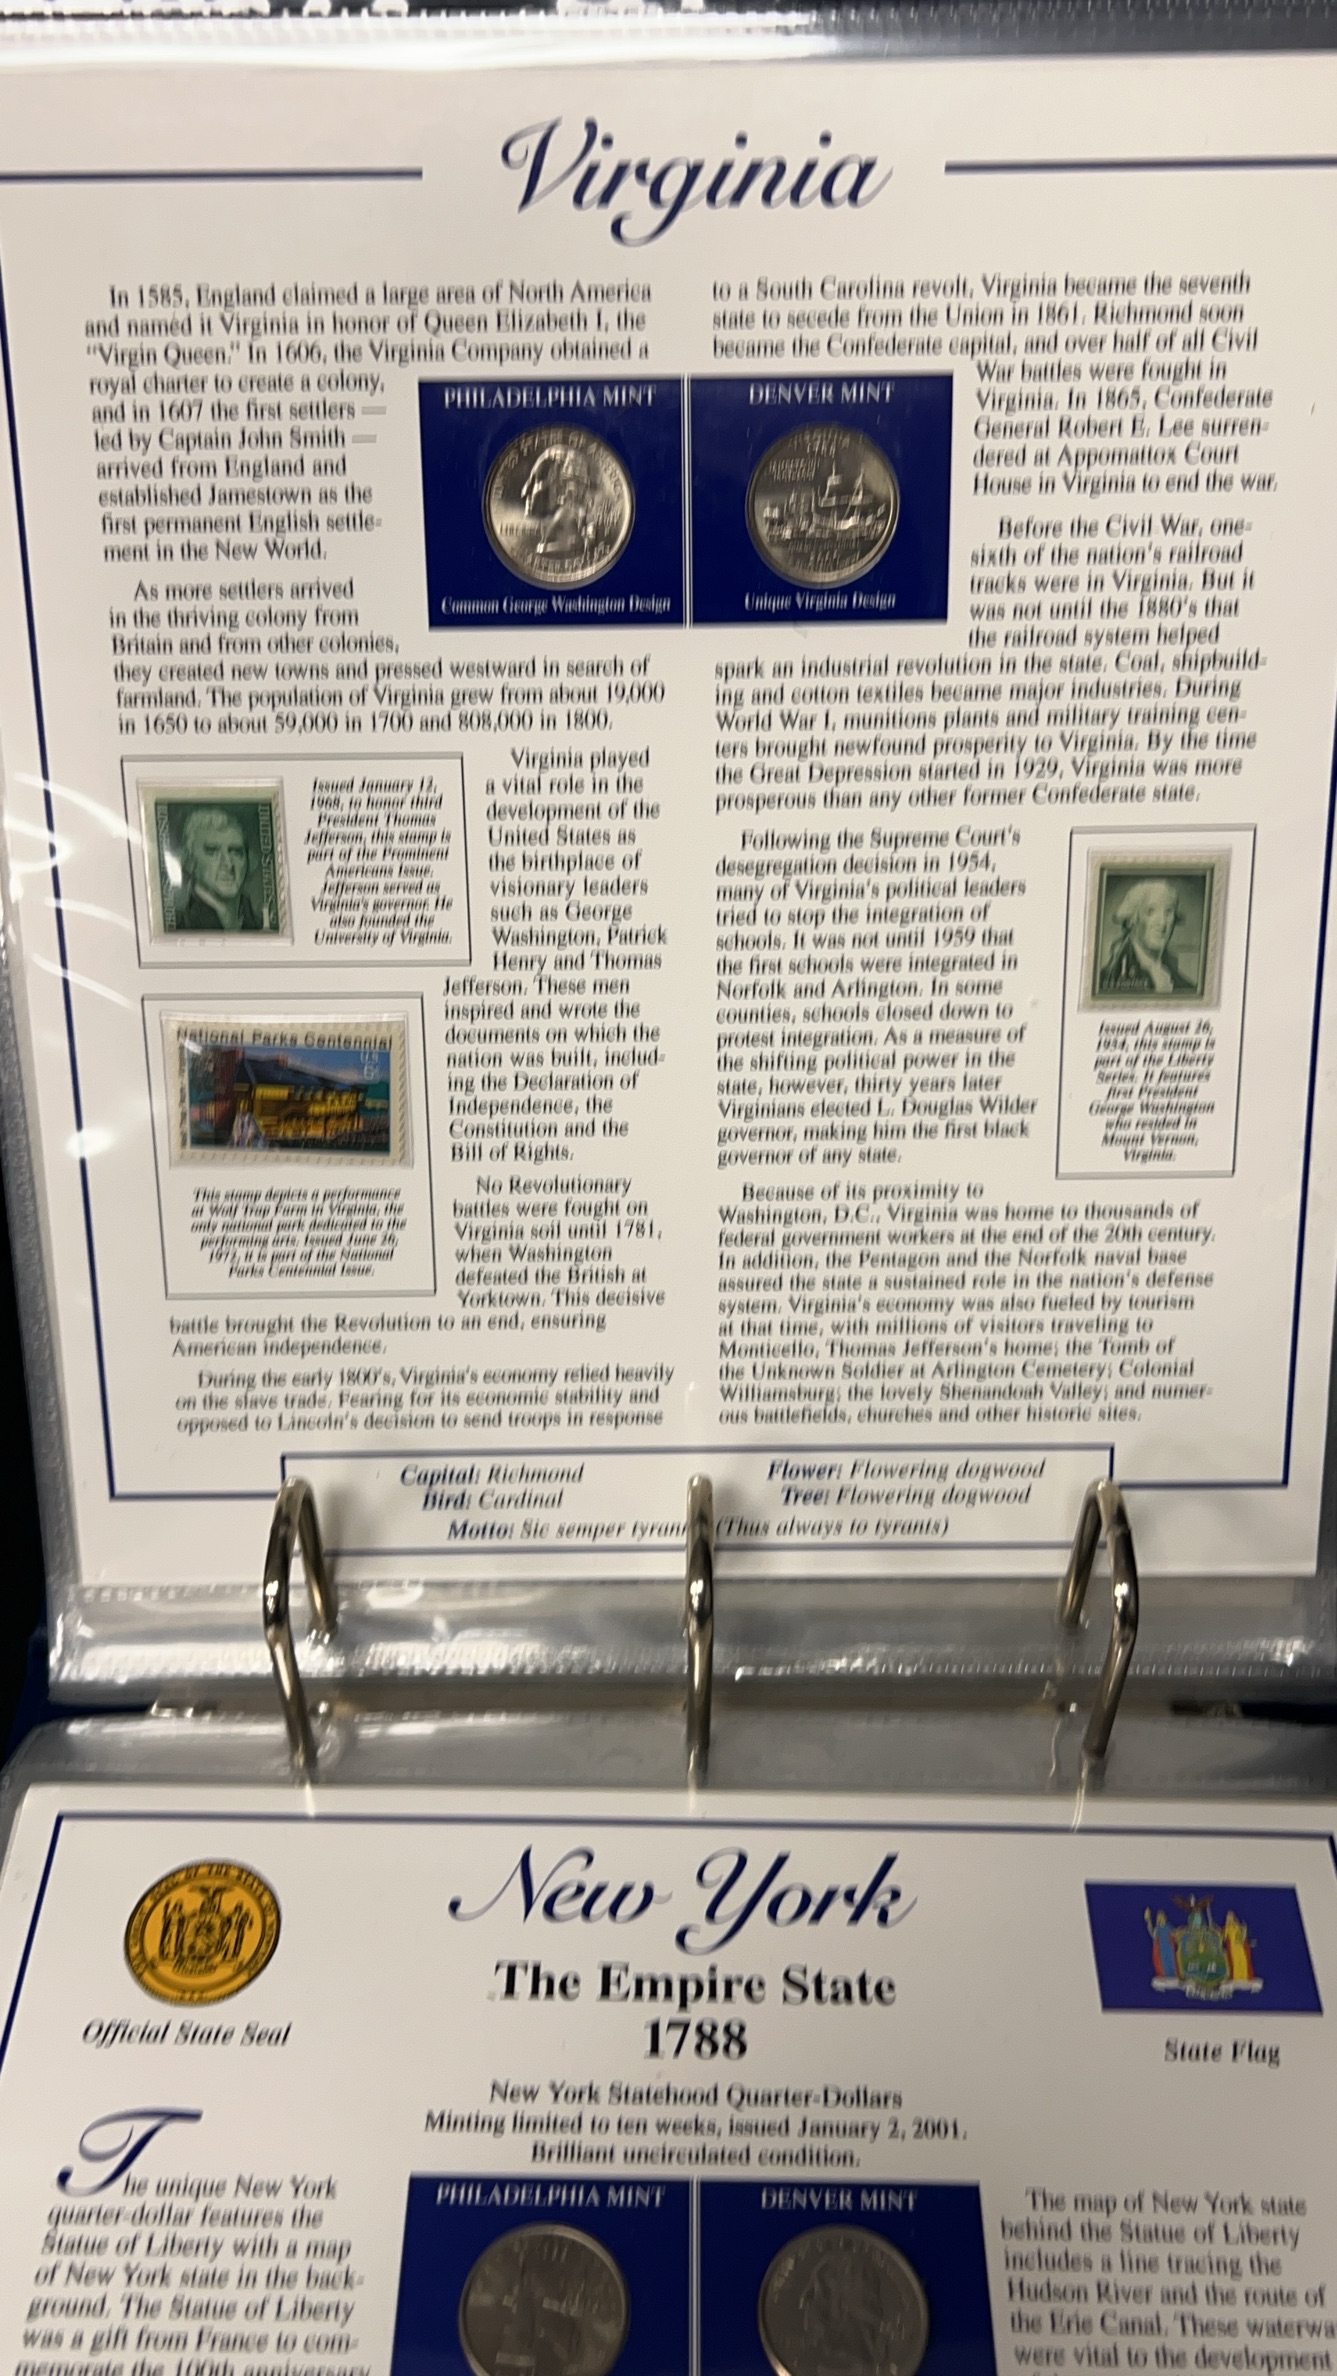 Virginia
In 1585, England claimed a large area of North America
and named it Virginia in honor of Queen Elizabeth I, the
“Virgin Queen.” In 1606, the Virginia Company obtained a
royal charter to create a colony,
and in 1607 the first settlers —
led by Captain John Smith —
arrived from England and
established Jamestown as the
first permanent English settle-
ment in the New World.
As more settlers arrived
in the thriving colony from
Britain and from other colonies,
they created new towns and pressed westward in search of
farmland. The population of Virginia grew from about 19,000
in 1650 to about 59,000 in 1700 and 808,000 in 1800.
PHILADELPHIA MINT
Common George Washington Design
DENVER MINT
Unique Virginia Design
Issued January 12,
1968, to honor third
President Thomas
Jefferson, this stamp is
part of the Prominent
Americans Issue.
Jefferson served as
Virginia's governor. He
also founded the
University of Virginia.
National Parks Centennial
This stamp depicts a performance
at Wolf Trap Farm in Virginia, the
only national park dedicated to the
performing arts. Issued June 26,
1972, it is part of the National
Parks Centennial Issue.
Virginia played
a vital role in the
development of the
United States as
the birthplace of
visionary leaders
such as George
Washington, Patrick
Henry and Thomas
Jefferson. These men
inspired and wrote the
documents on which the
nation was built, includ-
ing the Declaration of
Independence, the
Constitution and the
Bill of Rights.
No Revolutionary
battles were fought on
Virginia soil until 1781,
when Washington
defeated the British at
Yorktown. This decisive
battle brought the Revolution to an end, ensuring
American independence.
During the early 1800's, Virginia's economy relied heavily
on the slave trade. Fearing for its economic stability and
opposed to Lincoln's decision to send troops in response
to a South Carolina revolt, Virginia became the seventh
state to secede from the Union in 1861. Richmond soon
became the Confederate capital, and over half of all Civil
War battles were fought in
Virginia. In 1865, Confederate
General Robert E. Lee surren-
dered at Appomattox Court
House in Virginia to end the war.
Before the Civil War, one-
sixth of the nation's railroad
tracks were in Virginia. But it
was not until the 1880's that
the railroad system helped
spark an industrial revolution in the state. Coal, shipbuild-
ing and cotton textiles became major industries. During
World War I, munitions plants and military training cen-
ters brought newfound prosperity to Virginia. By the time
the Great Depression started in 1929, Virginia was more
prosperous than any other former Confederate state.
Following the Supreme Court's
desegregation decision in 1954,
many of Virginia's political leaders
tried to stop the integration of
schools. It was not until 1959 that
the first schools were integrated in
Norfolk and Arlington. In some
counties, schools closed down to
protest integration. As a measure of
the shifting political power in the
state, however, thirty years later
Virginians elected L. Douglas Wilder
governor, making him the first black
governor of any state.
Issued August 26,
1954, this stamp is
part of the Liberty
Series. It features
first President
George Washington
who resided in
Mount Vernon,
Virginia.
Because of its proximity to
Washington, D.C., Virginia was home to thousands of
federal government workers at the end of the 20th century.
In addition, the Pentagon and the Norfolk naval base
assured the state a sustained role in the nation's defense
system. Virginia's economy was also fueled by tourism
at that time, with millions of visitors traveling to
Monticello, Thomas Jefferson's home; the Tomb of
the Unknown Soldier at Arlington Cemetery; Colonial
Williamsburg; the lovely Shenandoah Valley; and numer-
ous battlefields, churches and other historic sites.
Capital: Richmond
Bird: Cardinal
Flower: Flowering dogwood
Tree: Flowering dogwood
Motto: Sic semper tyrann (Thus always to tyrants)
New York
The Empire State
1788
Official State Seal
State Flag
New York Statehood Quarter-Dollars
Minting limited to ten weeks, issued January 2, 2001.
Brilliant uncirculated condition.
The unique New York
quarter-dollar features the
Statue of Liberty with a map
of New York state in the back-
ground. The Statue of Liberty
was a gift from France to com-
memorate the 100th anniversary
PHILADELPHIA MINT
DENVER MINT
The map of New York state
behind the Statue of Liberty
includes a line tracing the
Hudson River and the route of
the Erie Canal. These waterwa
were vital to the development